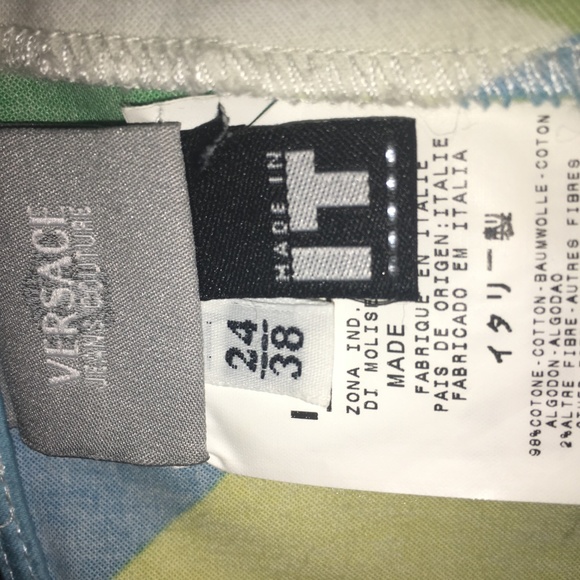 VERSACE
JEANS COUTURE
MADE IN
IT
24
38
ZONA IND.
DI MOLISE
MADE
FABRIQUE EN ITALIE
PAIS DE ORIGEN:ITALIE
FABRICADO EM ITALIA
イタリー製
98%COTONE-COTTON-BAUMWOLLE-COTON
ALGODON-ALGODAO
2%ALTRE FIBRE-AUTRES FIBRES